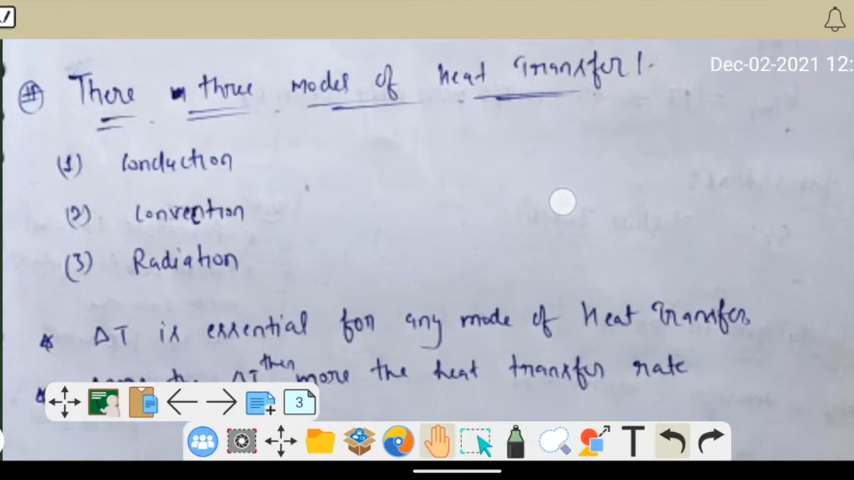 Dec-02-2021 12:
There three modes of heat Transfer!
(1) Conduction
(2) Convention
(3) Radiation
* ΔT is essential for any mode of Heat Transfer
* ΔT then more the heat transfer rate
3
T